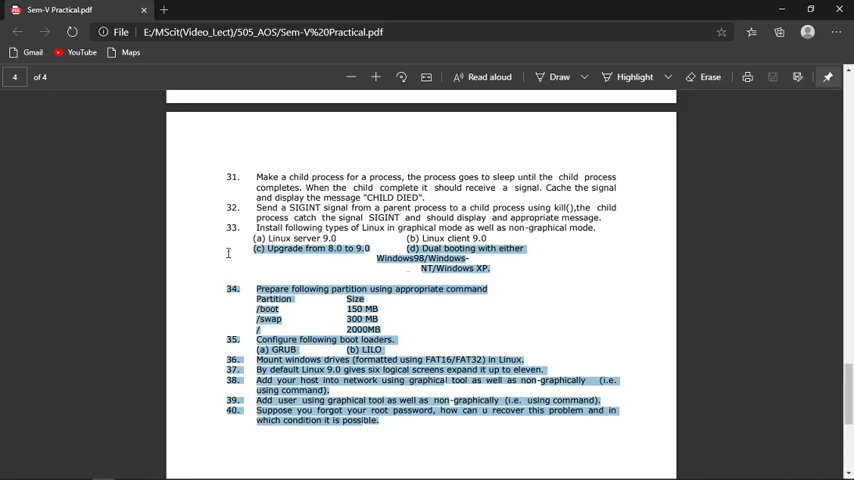 Sem-V Practical.pdf
File E:/MScit(Video_Lect)/505_AOS/Sem-V%20Practical.pdf
Gmail YouTube Maps
4 of 4 Read aloud Draw Highlight Erase
31. Make a child process for a process, the process goes to sleep until the child process
completes. When the child complete it should receive a signal. Cache the signal
and display the message "CHILD DIED".
32. Send a SIGINT signal from a parent process to a child process using kill(),the child
process catch the signal SIGINT and should display and appropriate message.
33. Install following types of Linux in graphical mode as well as non-graphical mode.
(a) Linux server 9.0 (b) Linux client 9.0
(c) Upgrade from 8.0 to 9.0 (d) Dual booting with either
Windows98/Windows-
NT/Windows XP.
34. Prepare following partition using appropriate command
Partition Size
/boot 150 MB
/swap 300 MB
/ 2000MB
35. Configure following boot loaders.
(a) GRUB (b) LILO
36. Mount windows drives (formatted using FAT16/FAT32) in Linux.
37. By default Linux 9.0 gives six logical screens expand it up to eleven.
38. Add your host into network using graphical tool as well as non-graphically (i.e.
using command).
39. Add user using graphical tool as well as non-graphically (i.e. using command).
40. Suppose you forgot your root password, how can u recover this problem and in
which condition it is possible.